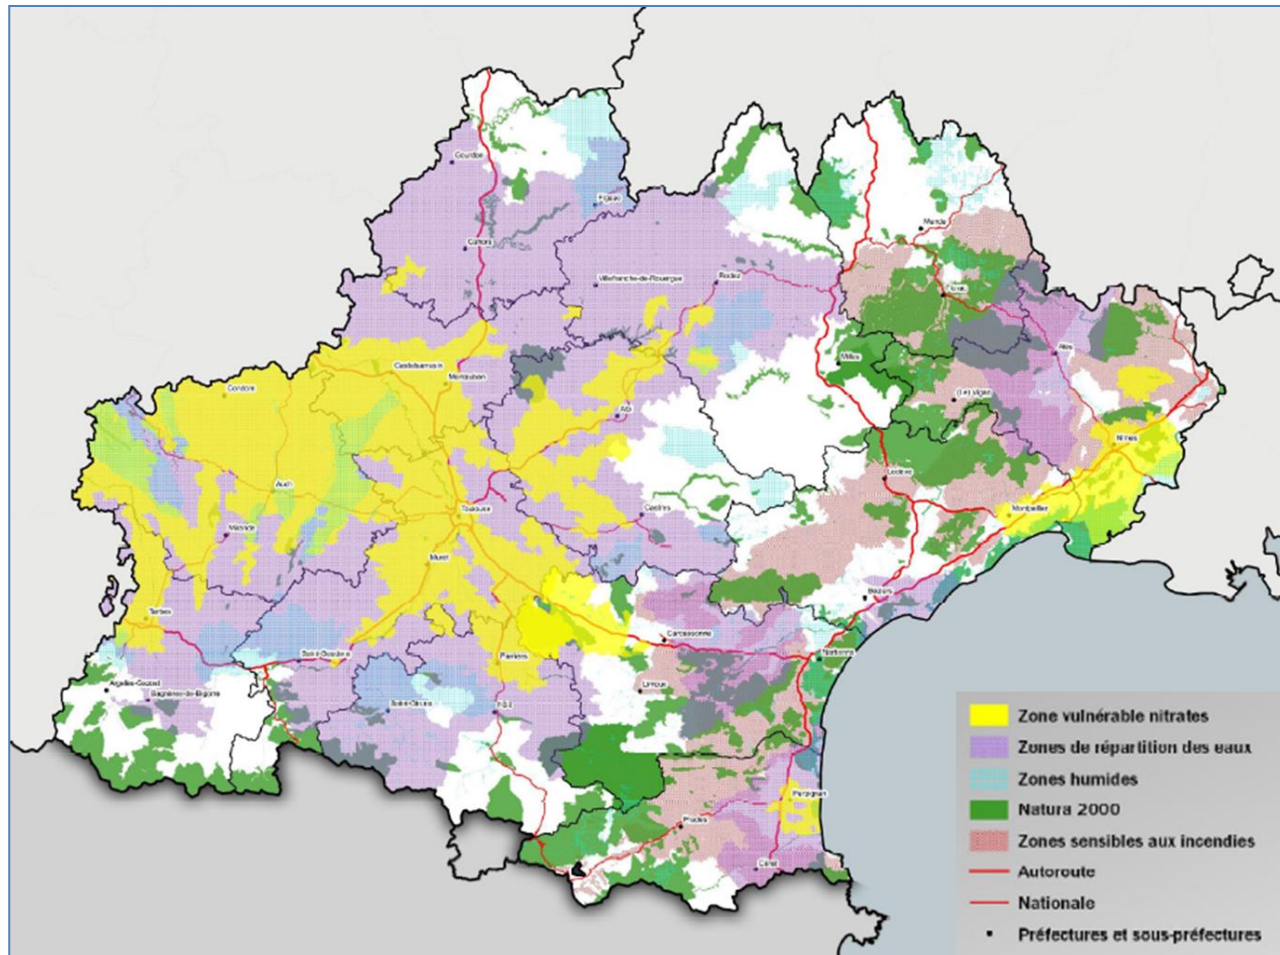 Gourdon
Figeac
Mende
Cahors
Villefranche-de-Rouergue
Rodez
Florac
Millau
Alès
Castelsarrasin
Montauban
Condom
(Le) Vigan
Albi
Nîmes
Lodève
Auch
Toulouse
Castres
Montpellier
Mirande
Muret
Béziers
Tarbes
Carcassonne
Saint-Gaudens
Pamiers
Narbonne
Argelès-Gazost
Bagnères-de-Bigorre
Limoux
Saint-Girons
Foix
Perpignan
Prades
Céret
Zone vulnérable nitrates
Zones de répartition des eaux
Zones humides
Natura 2000
Zones sensibles aux incendies
Autoroute
Nationale
Préfectures et sous-préfectures